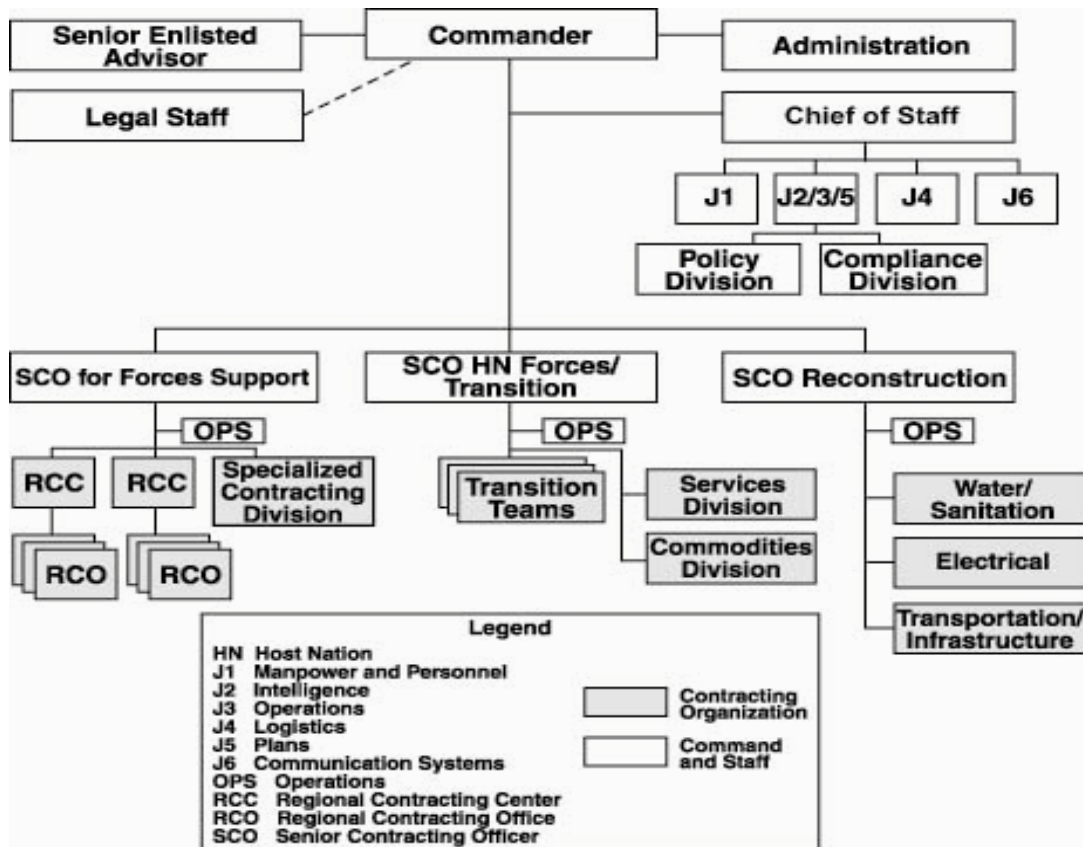 Senior Enlisted
Advisor
Commander
Administration
Legal Staff
Chief of Staff
J1
J2/3/5
J4
J6
Policy
Division
Compliance
Division
SCO for Forces Support
SCO HN Forces/
Transition
SCO Reconstruction
OPS
OPS
OPS
RCC
RCC
Specialized
Contracting
Division
Transition
Teams
Services
Division
Water/
Sanitation
RCO
RCO
Commodities
Division
Electrical
Transportation/
Infrastructure
Legend
HN Host Nation
J1 Manpower and Personnel
J2 Intelligence
J3 Operations
J4 Logistics
J5 Plans
J6 Communication Systems
OPS Operations
RCC Regional Contracting Center
RCO Regional Contracting Office
SCO Senior Contracting Officer
Contracting
Organization
Command
and Staff